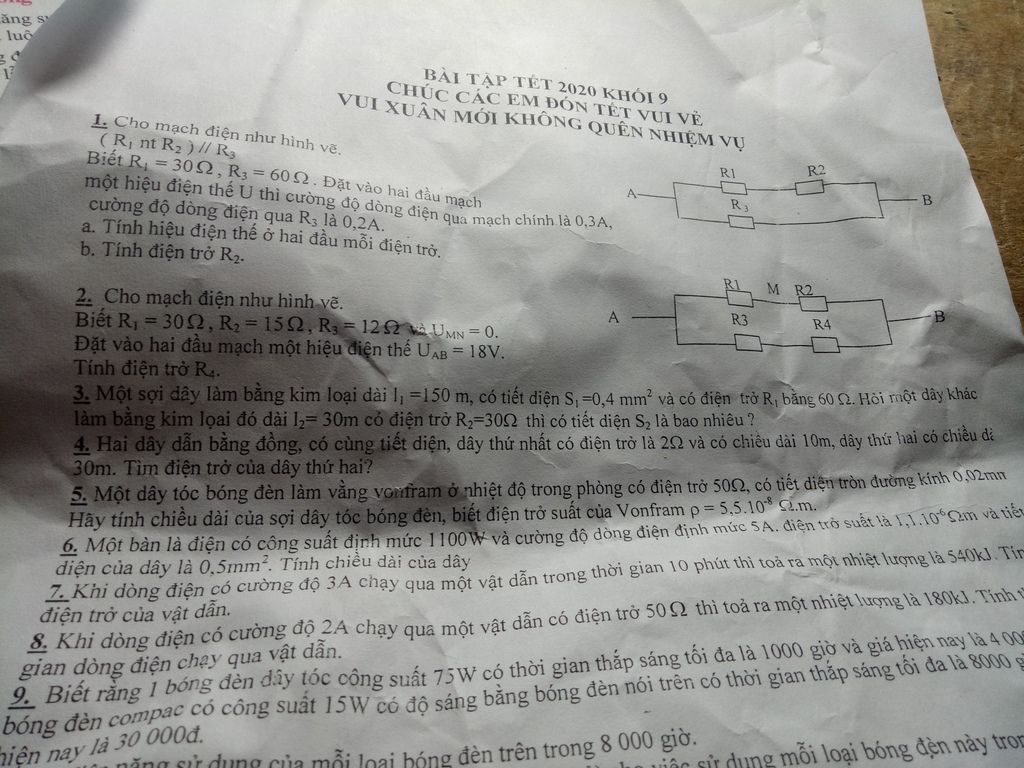 BÀI TẬP TẾT 2020 KHỐI 9
CHÚC CÁC EM ĐÓN TẾT VUI VẺ
VUI XUÂN MỚI KHÔNG QUÊN NHIỆM VỤ
1. Cho mạch điện như hình vẽ.
( R₁ nt R₂ ) // R₃
Biết R₁ = 30Ω, R₃ = 60Ω. Đặt vào hai đầu mạch
một hiệu điện thế U thì cường độ dòng điện qua mạch chính là 0,3A,
cường độ dòng điện qua R₃ là 0,2A.
a. Tính hiệu điện thế ở hai đầu mỗi điện trở.
b. Tính điện trở R₂.
R1 R2
A B
R₃
2. Cho mạch điện như hình vẽ.
Biết R₁ = 30Ω, R₂ = 15Ω, R₃ = 12Ω và U_MN = 0.
Đặt vào hai đầu mạch một hiệu điện thế U_AB = 18V.
Tính điện trở R₄.
R1 M R2
A B
R3 R4
3. Một sợi dây làm bằng kim loại dài l₁ =150 m, có tiết diện S₁ =0,4 mm² và có điện trở R₁ bằng 60 Ω. Hỏi một dây khác
làm bằng kim lọai đó dài l₂= 30m có điện trở R₂=30Ω thì có tiết diện S₂ là bao nhiêu ?
4. Hai dây dẫn bằng đồng, có cùng tiết diện, dây thứ nhất có điện trở là 2Ω và có chiều dài 10m, dây thứ hai có chiều
30m. Tìm điện trở của dây thứ hai?
5. Một dây tóc bóng đèn làm vằng vonfram ở nhiệt độ trong phòng có điện trở 50Ω, có tiết diện tròn đường kính 0,02mm
Hãy tính chiều dài của sợi dây tóc bóng đèn, biết điện trở suất của Vonfram ρ = 5,5.10⁻⁸ Ω.m.
6. Một bàn là điện có công suất định mức 1100W và cường độ dòng điện định mức 5A. điện trở suất là 1,1.10⁻⁶Ωm và tiết
diện của dây là 0,5mm². Tính chiều dài của dây
7. Khi dòng điện có cường độ 3A chạy qua một vật dẫn trong thời gian 10 phút thì toả ra một nhiệt lượng là 540kJ.
điện trở của vật dẫn.
8. Khi dòng điện có cường độ 2A chạy qua một vật dẫn có điện trở 50Ω thì toả ra một nhiệt lượng là 180kJ. Tính
gian dòng điện chạy qua vật dẫn.
9. Biết rằng 1 bóng đèn dây tóc công suất 75W có thời gian thắp sáng tối đa là 1000 giờ và giá hiện nay là
bóng đèn compac có công suất 15W có độ sáng bằng bóng đèn nói trên có thời gian thắp sáng tối đa là 8000
hiện nay là 30 000đ.
năng sử dụng của mỗi loại bóng đèn trên trong 8 000 giờ.
việc sử dụng mỗi loại bóng đèn này